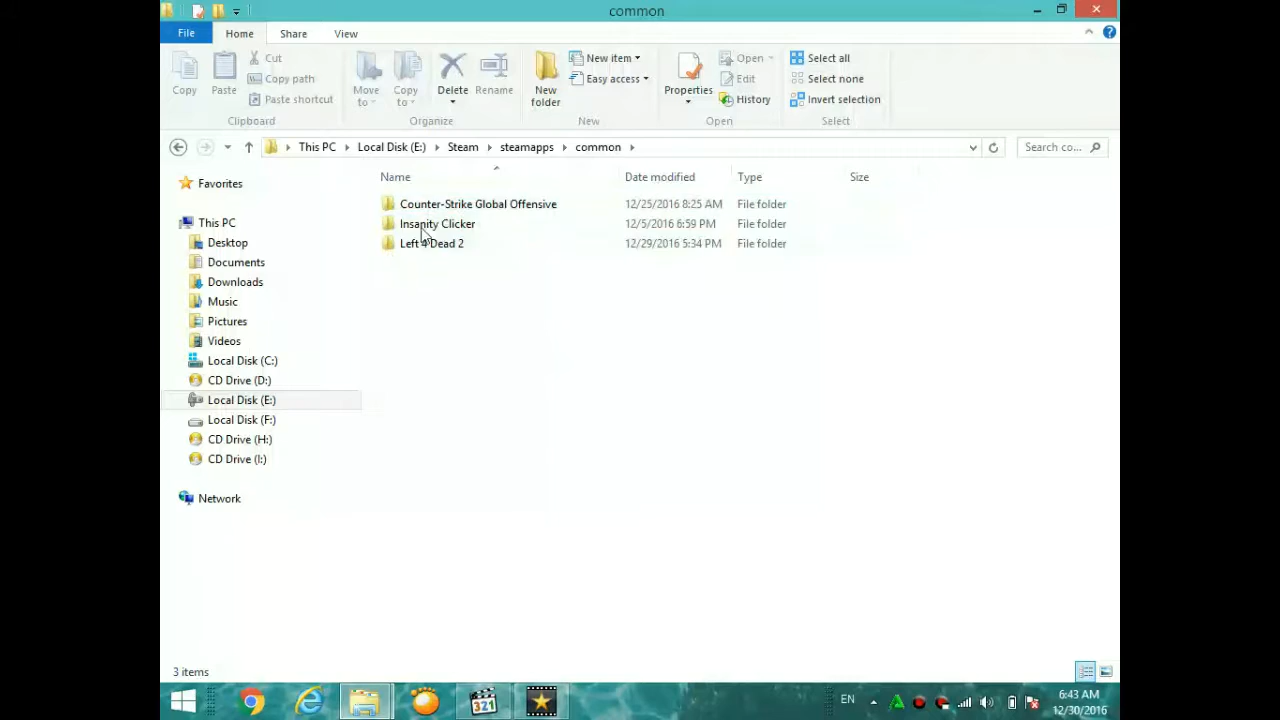 common
File Home Share View
Copy
Paste
Cut
Copy path
Paste shortcut
Clipboard
Move to
Copy to
Delete
Rename
Organize
New folder
New item
Easy access
New
Properties
Open
Edit
History
Open
Select all
Select none
Invert selection
Select
This PC Local Disk (E:) Steam steamapps common
Search co...
Name Date modified Type Size
Counter-Strike Global Offensive 12/25/2016 8:25 AM File folder
Insanity Clicker 12/5/2016 6:59 PM File folder
Left 4 Dead 2 12/29/2016 5:34 PM File folder
Favorites
This PC
Desktop
Documents
Downloads
Music
Pictures
Videos
Local Disk (C:)
CD Drive (D:)
Local Disk (E:)
Local Disk (F:)
CD Drive (H:)
CD Drive (I:)
Network
3 items
321
EN
6:43 AM
12/30/2016